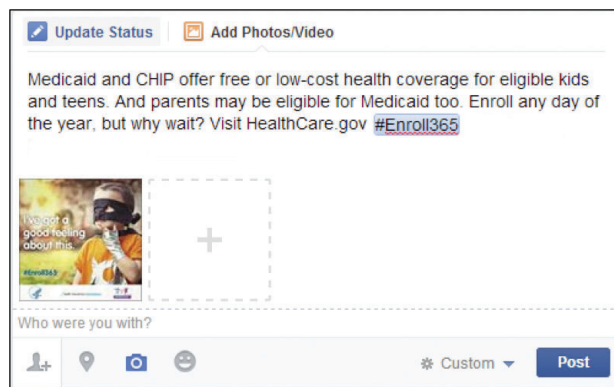 Update Status
Add Photos/Video
Medicaid and CHIP offer free or low-cost health coverage for eligible kids
and teens. And parents may be eligible for Medicaid too. Enroll any day of
the year, but why wait? Visit HealthCare.gov #Enroll365
I've got a
good feeling
about this.
#Enroll365
Who were you with?
Custom
Post